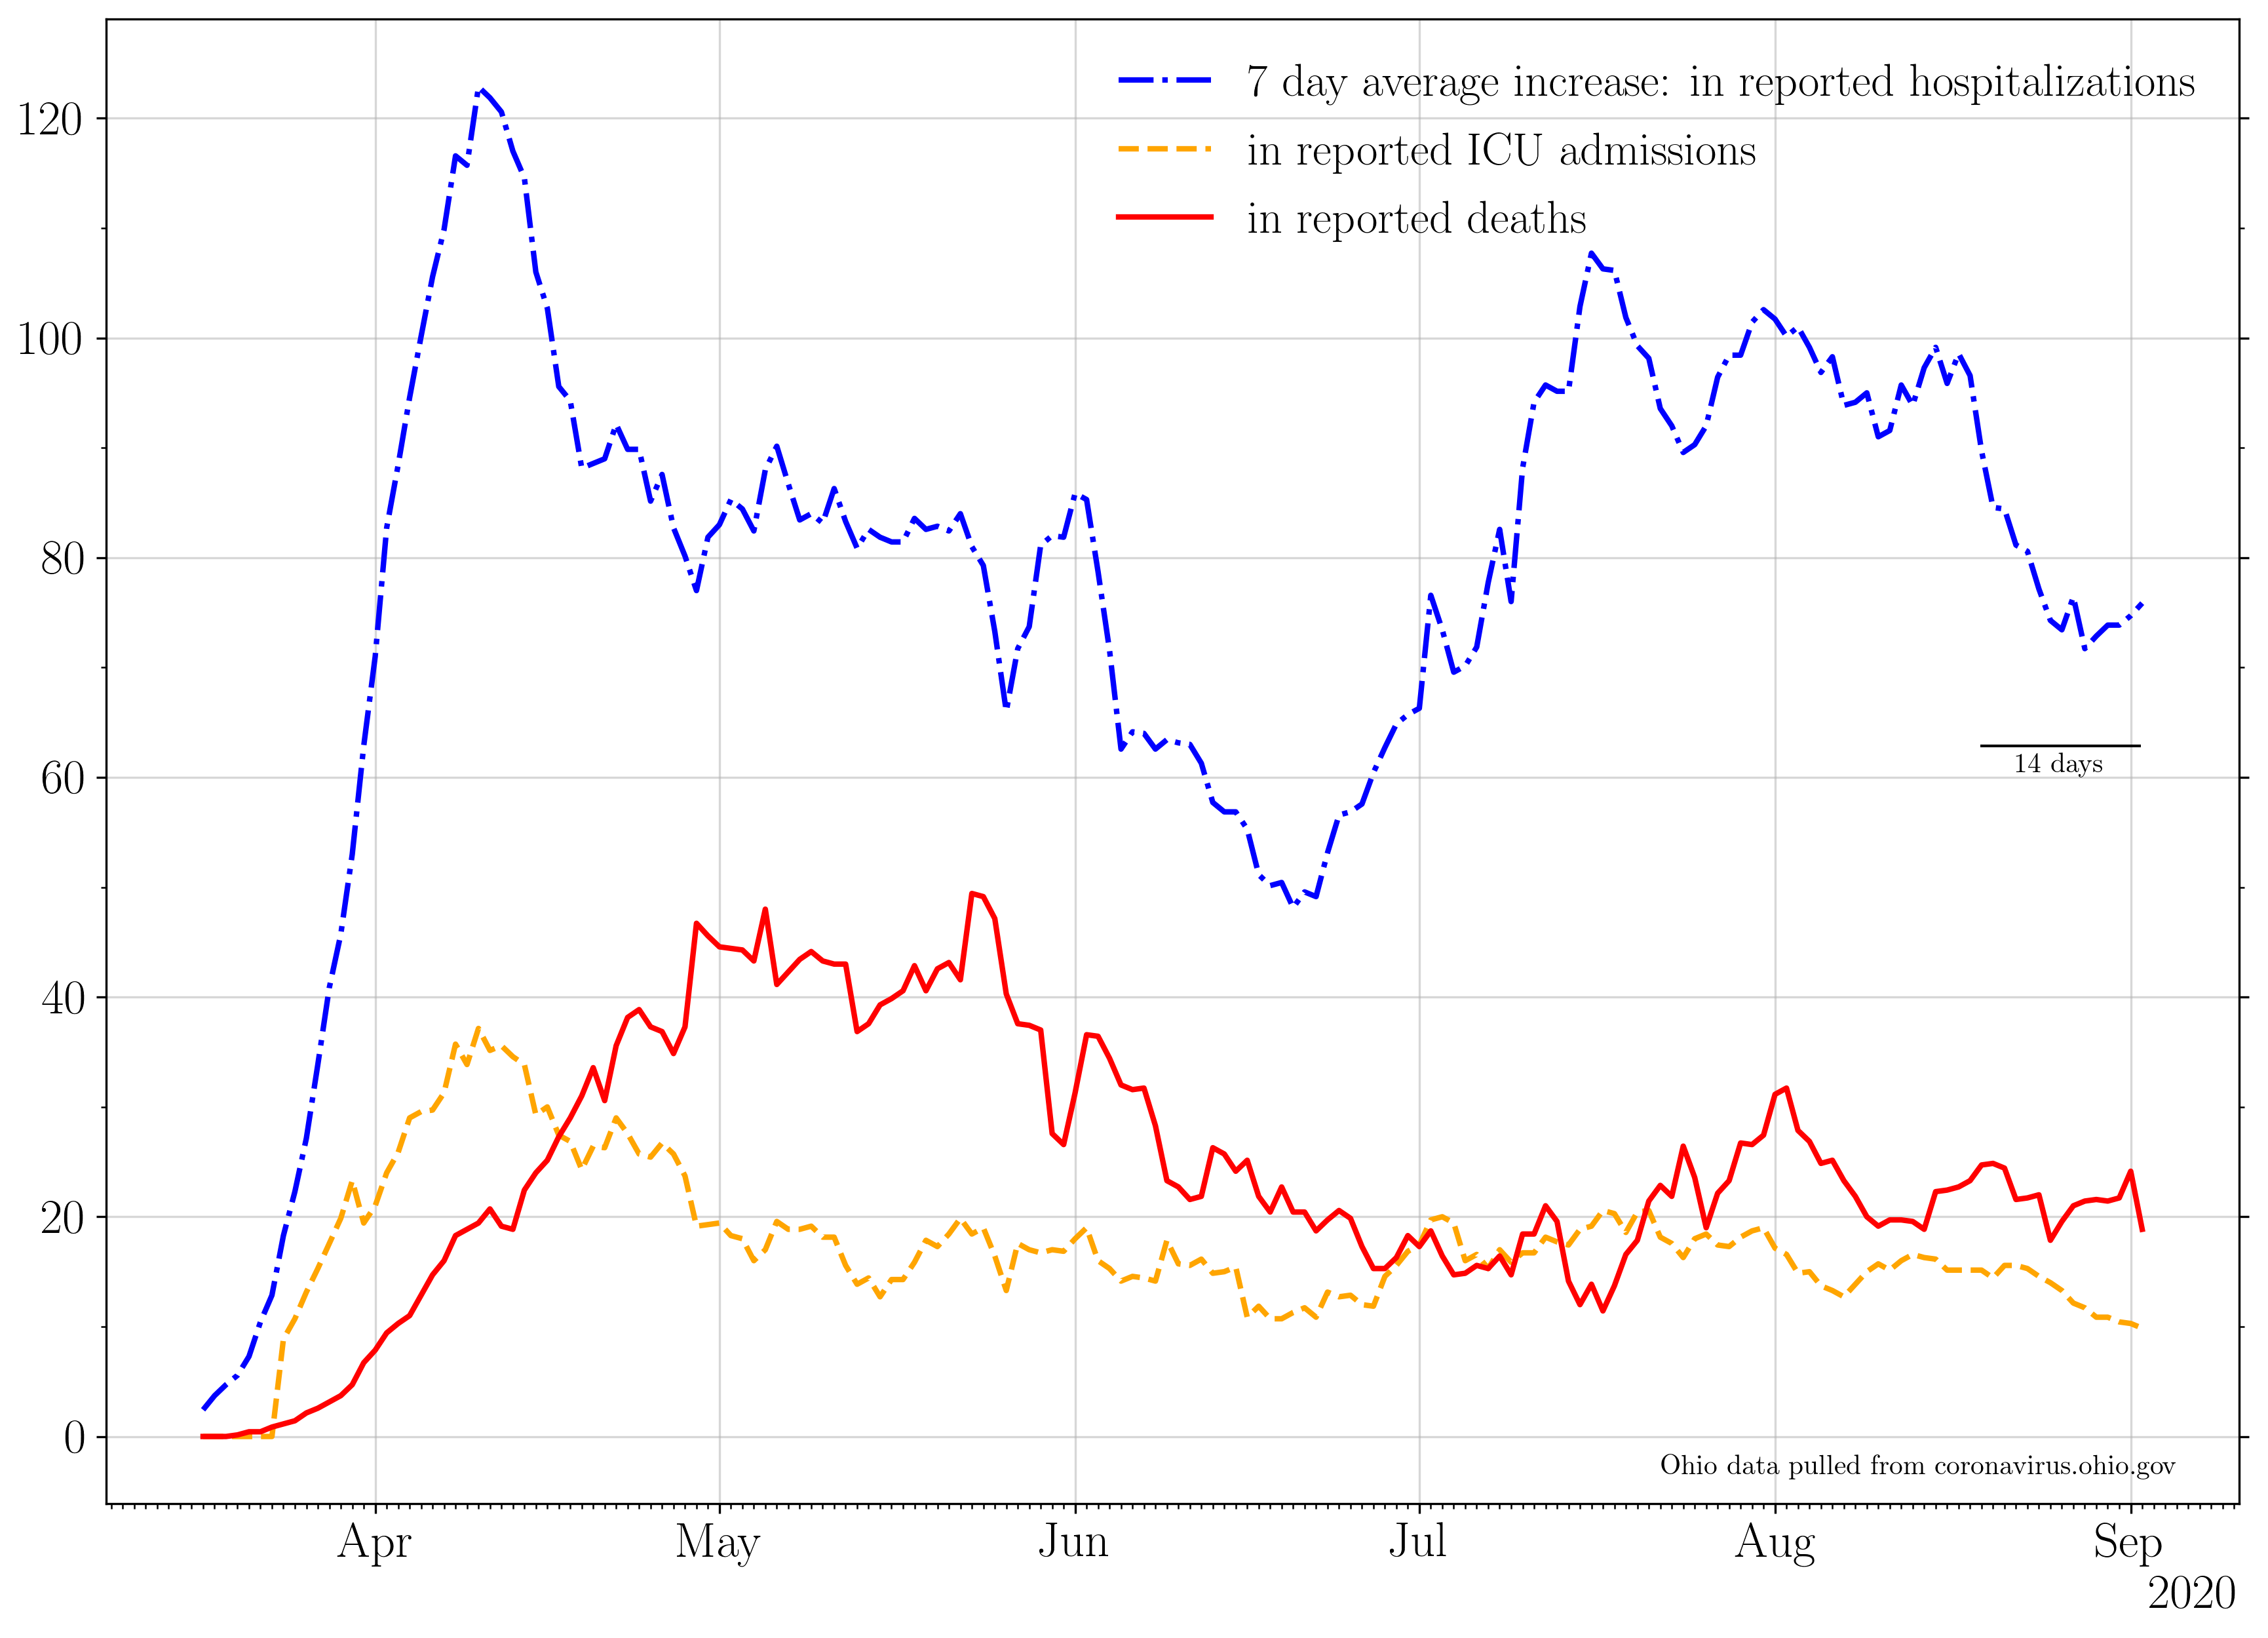 7 day average increase: in reported hospitalizations
in reported ICU admissions
in reported deaths
120
100
80
60
40
20
0
14 days
Ohio data pulled from coronavirus.ohio.gov
Apr May Jun Jul Aug Sep
2020